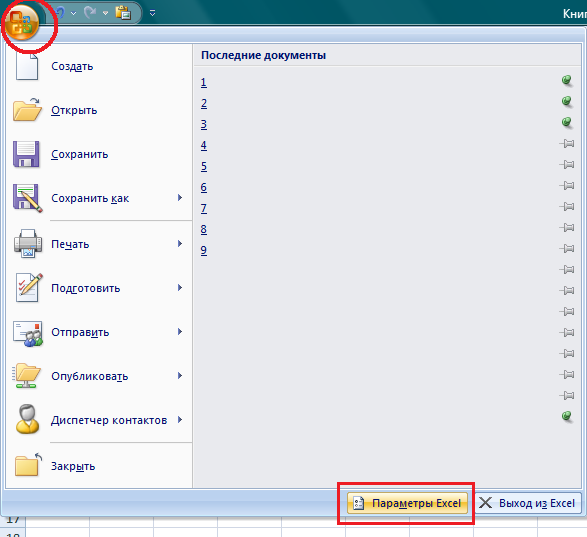 Книг
Последние документы
Создать
Открыть
Сохранить
Сохранить как
Печать
Подготовить
Отправить
Опубликовать
Диспетчер контактов
Закрыть
1
2
3
4
5
6
7
8
9
Параметры Excel
Выход из Excel
17